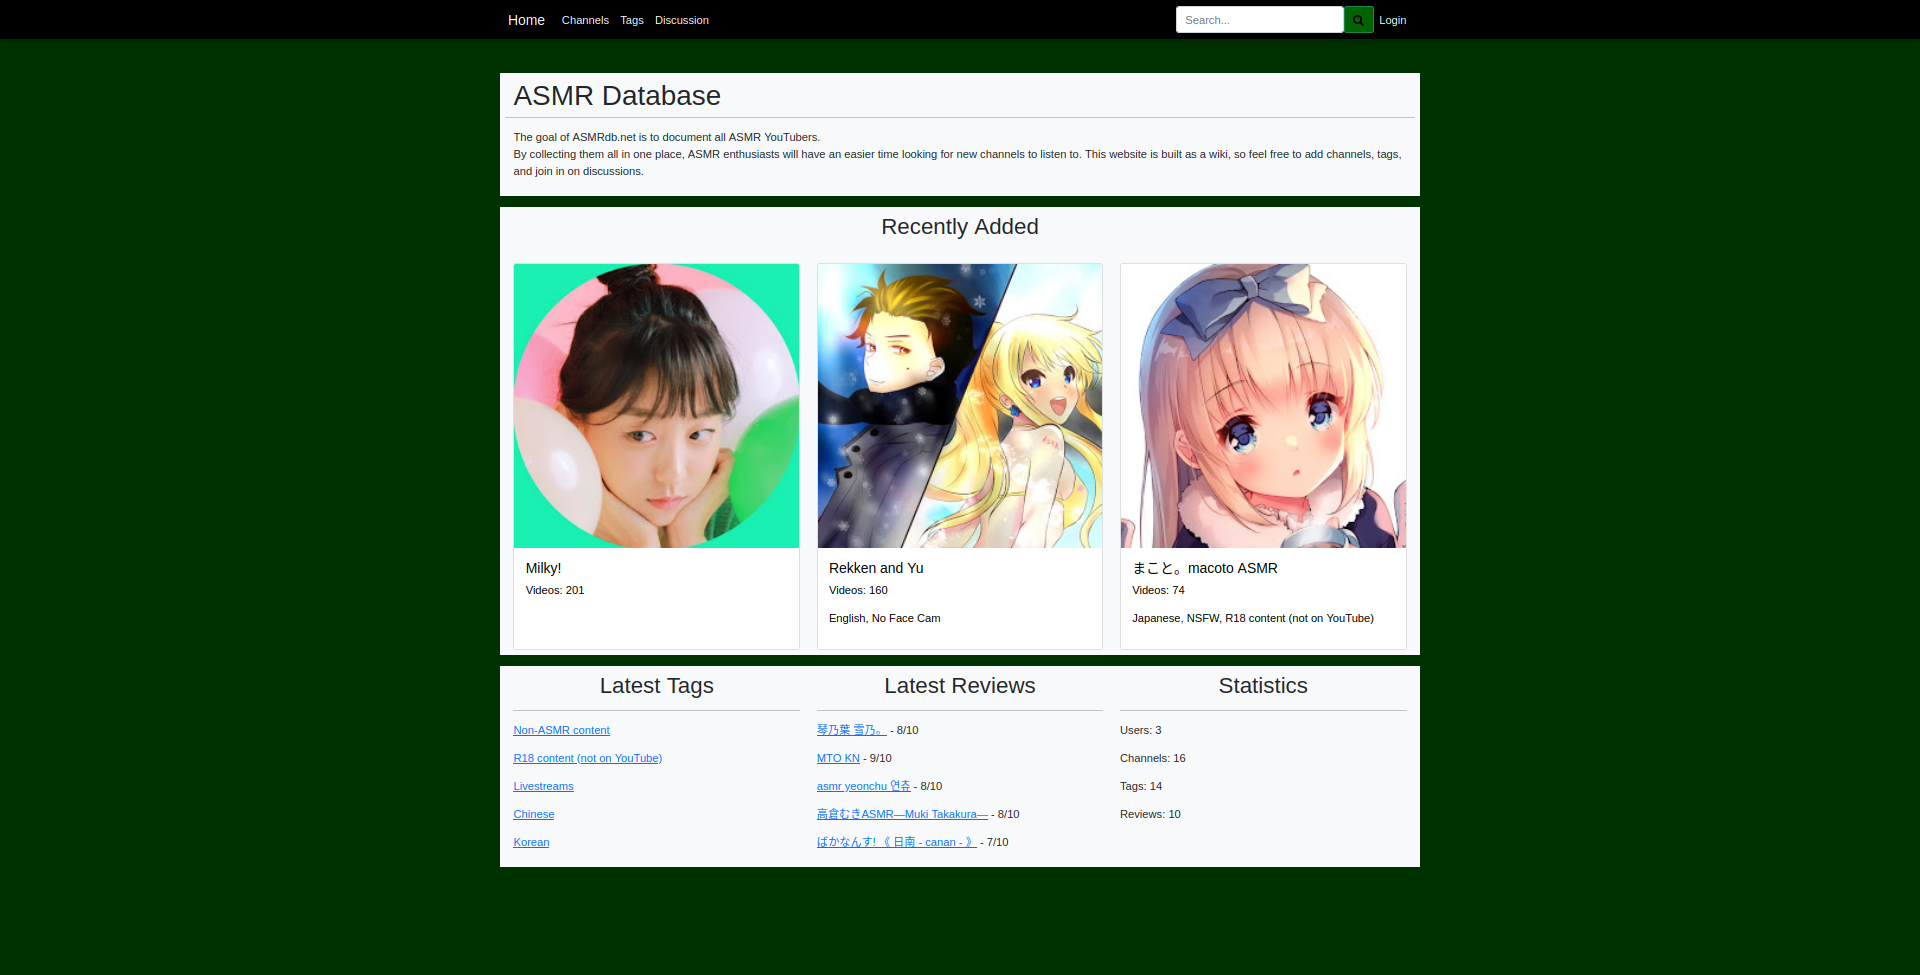 Home Channels Tags Discussion Search... Login
ASMR Database
The goal of ASMRdb.net is to document all ASMR YouTubers.
By collecting them all in one place, ASMR enthusiasts will have an easier time looking for new channels to listen to. This website is built as a wiki, so feel free to add channels, tags,
and join in on discussions.
Recently Added
Milky!
Videos: 201
Rekken and Yu
Videos: 160
English, No Face Cam
まこと。macoto ASMR
Videos: 74
Japanese, NSFW, R18 content (not on YouTube)
Latest Tags
Non-ASMR content
R18 content (not on YouTube)
Livestreams
Chinese
Korean
Latest Reviews
琴乃葉 雪乃。 - 8/10
MTO KN - 9/10
asmr yeonchu 연츄 - 8/10
高倉むきASMR—Muki Takakura— - 8/10
ばかなんす! 《 日南 - canan - 》 - 7/10
Statistics
Users: 3
Channels: 16
Tags: 14
Reviews: 10